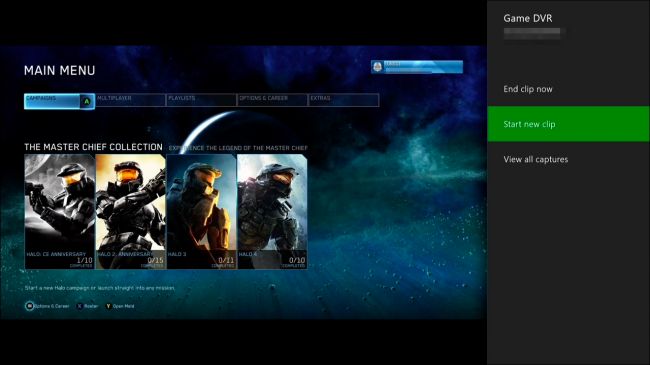 Game DVR
End clip now
Start new clip
View all captures
MAIN MENU
CAMPAIGNS
A
MULTIPLAYER
PLAYLISTS
OPTIONS & CAREER
EXTRAS
THE MASTER CHIEF COLLECTION EXPERIENCE THE LEGEND OF THE MASTER CHIEF
HALO: CE ANNIVERSARY
1/10
COMPLETED
HALO 2: ANNIVERSARY
0/15
COMPLETED
HALO 3
0/11
COMPLETED
HALO 4
0/10
COMPLETED
Start a new Halo campaign or launch straight into any mission.
Options & Career X Roster Y Open Meld